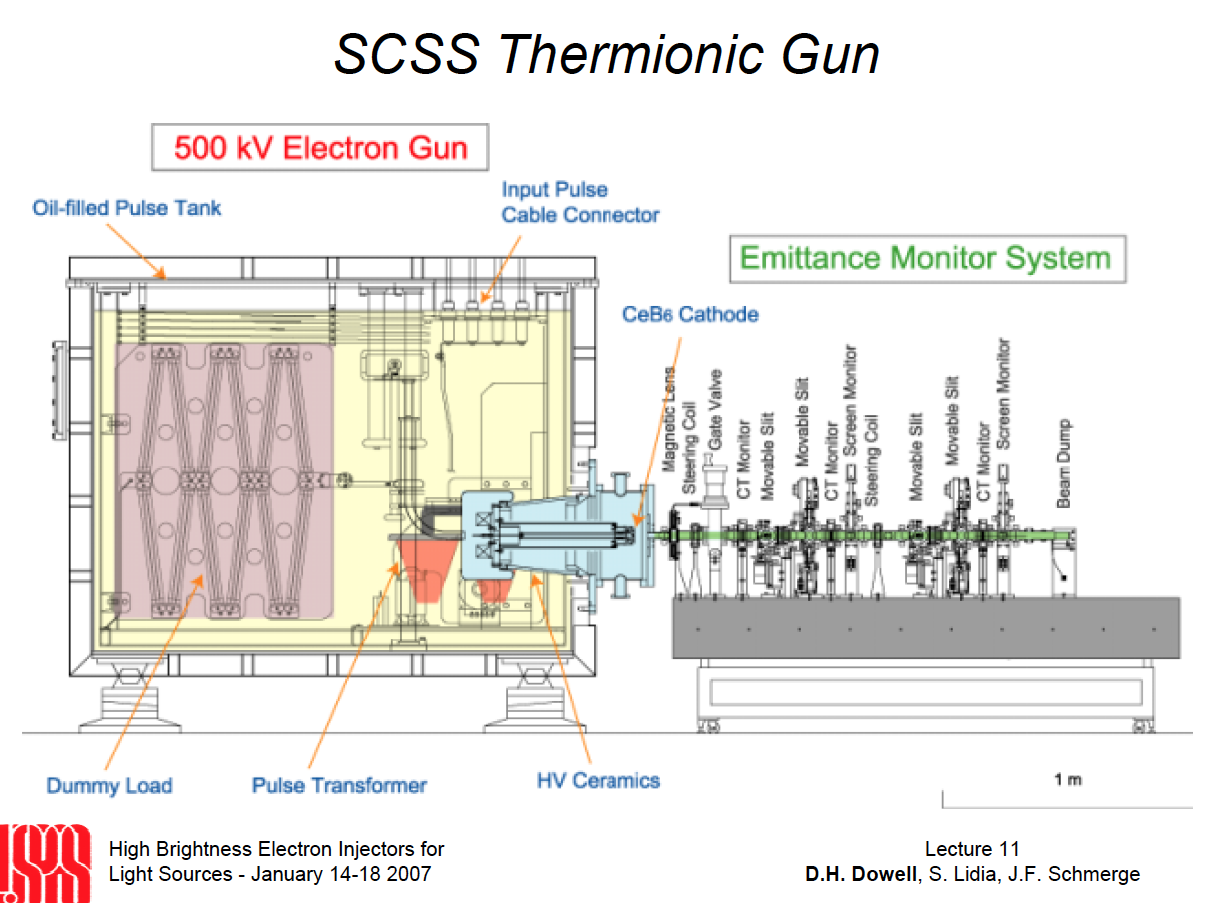 SCSS Thermionic Gun
500 kV Electron Gun
Input Pulse
Cable Connector
Oil-filled Pulse Tank
Emittance Monitor System
CeB6 Cathode
Magnetic Lens
Steering Coil
Gate Valve
CT Monitor
Movable Slit
Movable Slit
CT Monitor
Screen Monitor
Steering Coil
Movable Slit
Movable Slit
CT Monitor
Screen Monitor
Beam Dump
Dummy Load
Pulse Transformer
HV Ceramics
1 m
High Brightness Electron Injectors for
Light Sources - January 14-18 2007
Lecture 11
D.H. Dowell, S. Lidia, J.F. Schmerge